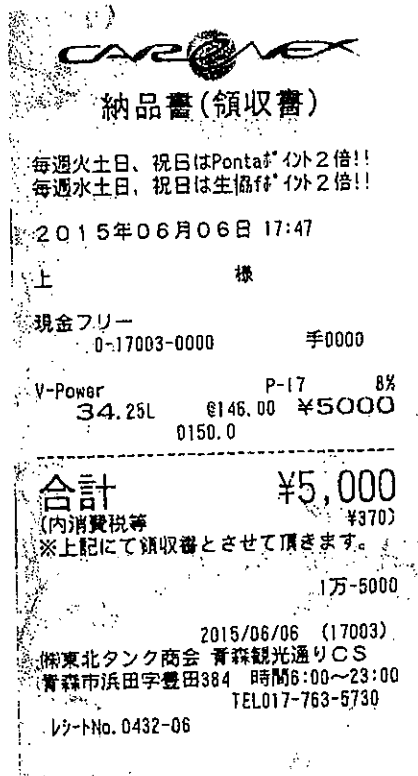 CARENEX
納品書(領収書)
毎週火土日、祝日はPontaポイント2倍!!
毎週水土日、祝日は生協fポイント2倍!!
2015年06月06日 17:47
上 様
現金フリー
0-17003-0000 手0000
V-Power P-17 8%
34.25L @146.00 ¥5000
0150.0
合計 ¥5,000
(内消費税等 ¥370)
※上記にて領収書とさせて頂きます。
1万-5000
2015/06/06 (17003)
㈱東北タンク商会 青森観光通りCS
青森市浜田字豊田384 時間6:00~23:00
TEL017-763-5730
レシートNo.0432-06